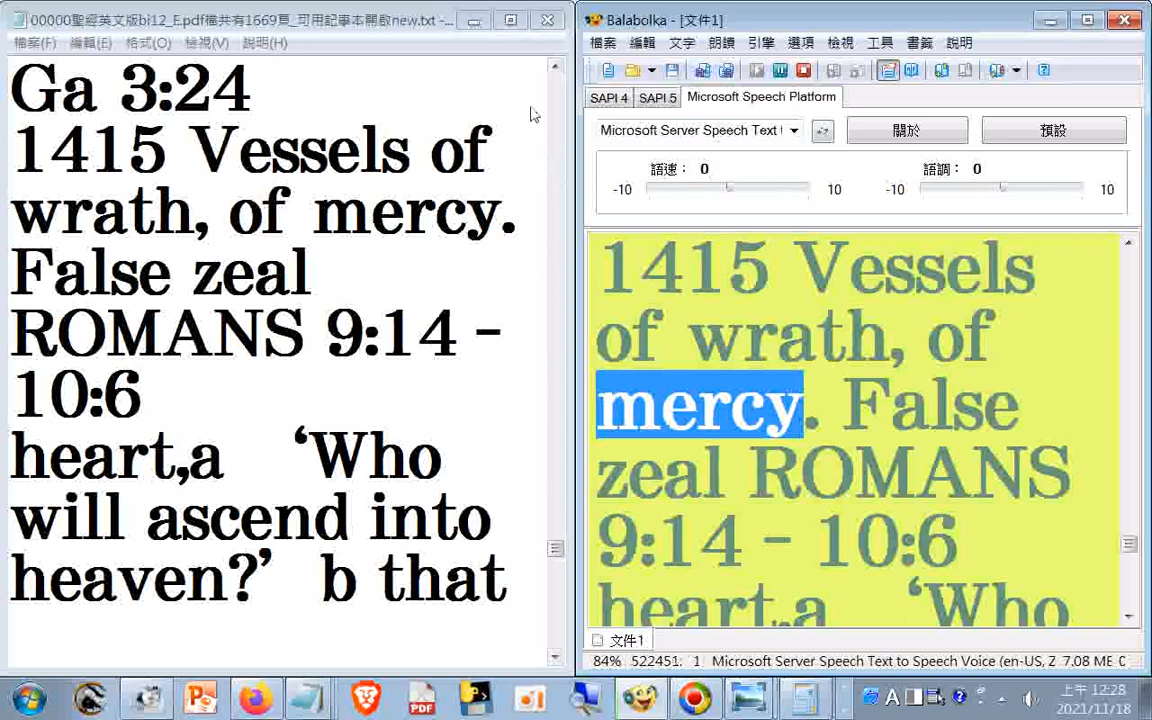 00000聖經英文版bi12_E.pdf檔共有1669頁_可用記事本開啟new.txt -...
檔案(F) 編輯(E) 格式(O) 檢視(V) 說明(H)
Ga 3:24
1415 Vessels of
wrath, of mercy.
False zeal
ROMANS 9:14 -
10:6
heart,a ‘Who
will ascend into
heaven?’ b that
Balabolka - [文件1]
檔案 編輯 文字 朗讀 引擎 選項 檢視 工具 書籤 說明
SAPI 4 SAPI 5 Microsoft Speech Platform
Microsoft Server Speech Text 關於 預設
語速： 0 語調： 0
-10 10 -10 10
1415 Vessels
of wrath, of
mercy. False
zeal ROMANS
9:14 - 10:6
heart,a ‘Who
文件1
84% 522451: 1 Microsoft Server Speech Text to Speech Voice (en-US, Z 7.08 ME
PDF
上午 12:28
2021/11/18